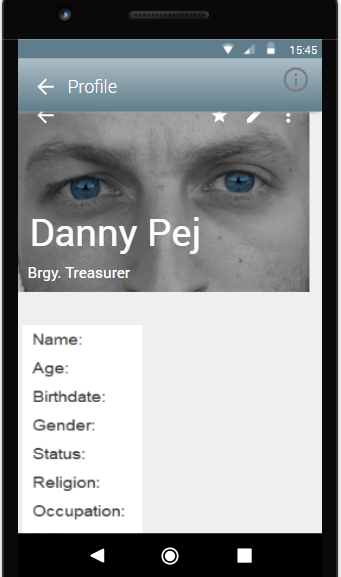 15:45
Profile
Danny Pej
Brgy. Treasurer
Name:
Age:
Birthdate:
Gender:
Status:
Religion:
Occupation: